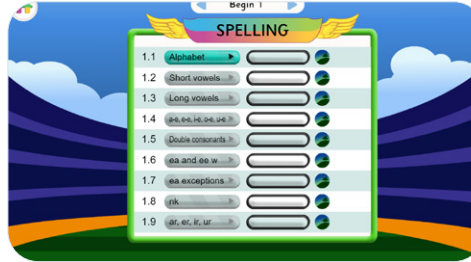 Begin 1
SPELLING
1.1 Alphabet
1.2 Short vowels
1.3 Long vowels
1.4 a-e, e-e, i-e, o-e, u-e
1.5 Double consonants
1.6 ea and ee w
1.7 ea exceptions
1.8 nk
1.9 ar, er, ir, ur